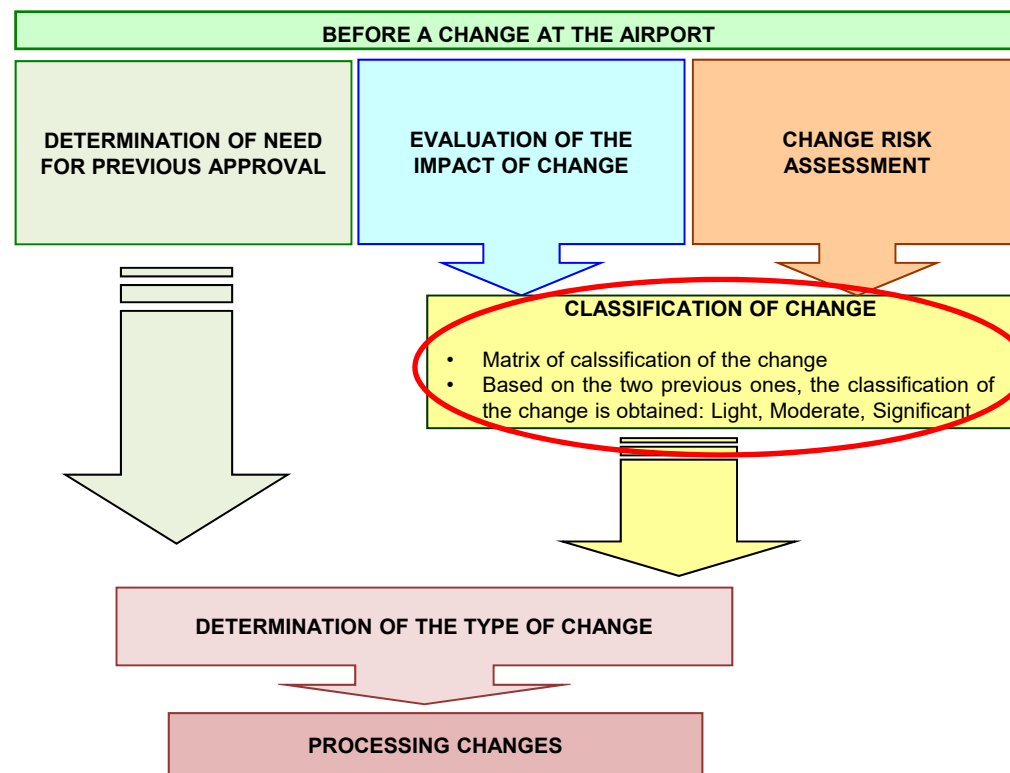 BEFORE A CHANGE AT THE AIRPORT
DETERMINATION OF NEED
FOR PREVIOUS APPROVAL
EVALUATION OF THE
IMPACT OF CHANGE
CHANGE RISK
ASSESSMENT
CLASSIFICATION OF CHANGE
• Matrix of calssification of the change
• Based on the two previous ones, the classification of
the change is obtained: Light, Moderate, Significant
DETERMINATION OF THE TYPE OF CHANGE
PROCESSING CHANGES